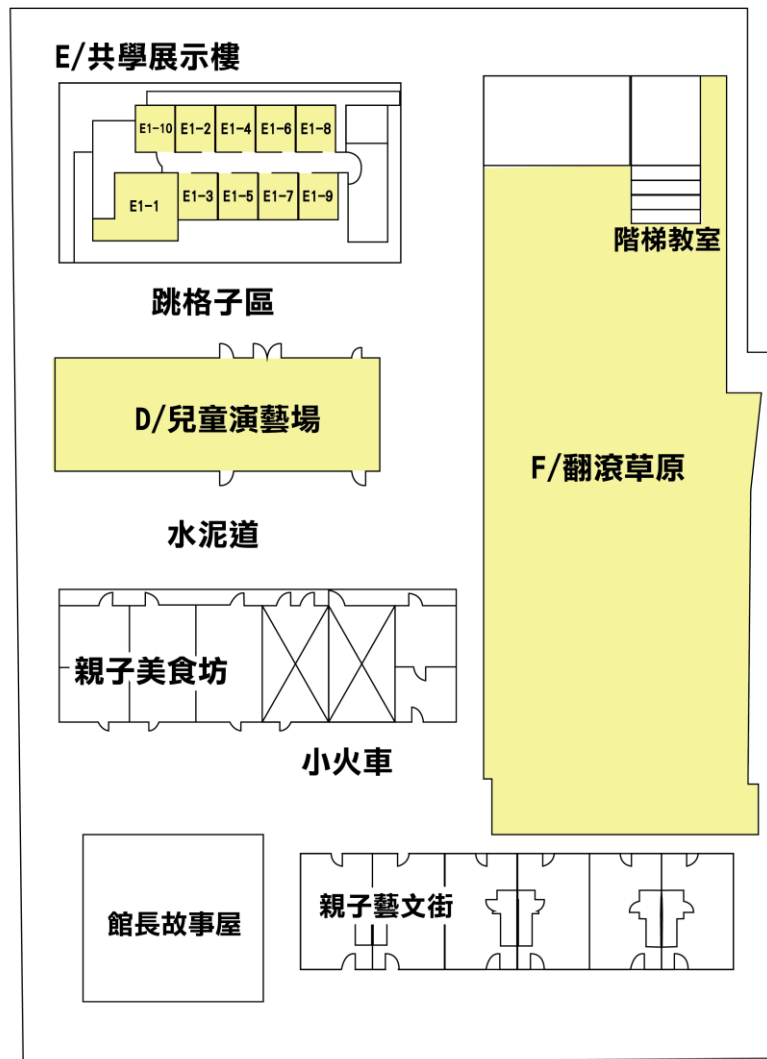 E/共學展示樓
E1-10 E1-2 E1-4 E1-6 E1-8
E1-1 E1-3 E1-5 E1-7 E1-9
階梯教室
跳格子區
D/兒童演藝場
F/翻滾草原
水泥道
親子美食坊
小火車
館長故事屋
親子藝文街